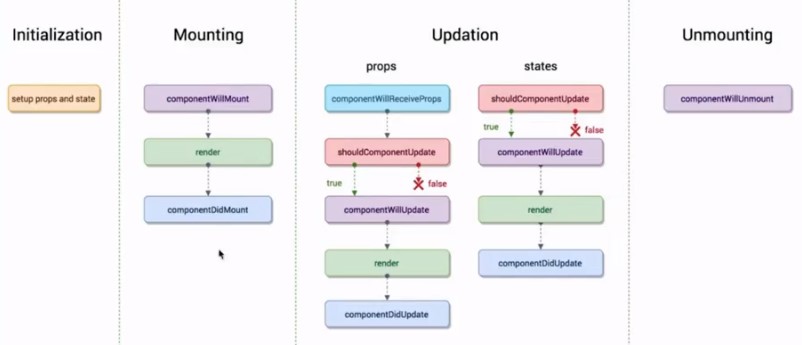 Initialization
Mounting
Updation
Unmounting
props
states
setup props and state
componentWillMount
render
componentDidMount
componentWillReceiveProps
shouldComponentUpdate
true
false
componentWillUpdate
render
componentDidUpdate
shouldComponentUpdate
true
false
componentWillUpdate
render
componentDidUpdate
componentWillUnmount